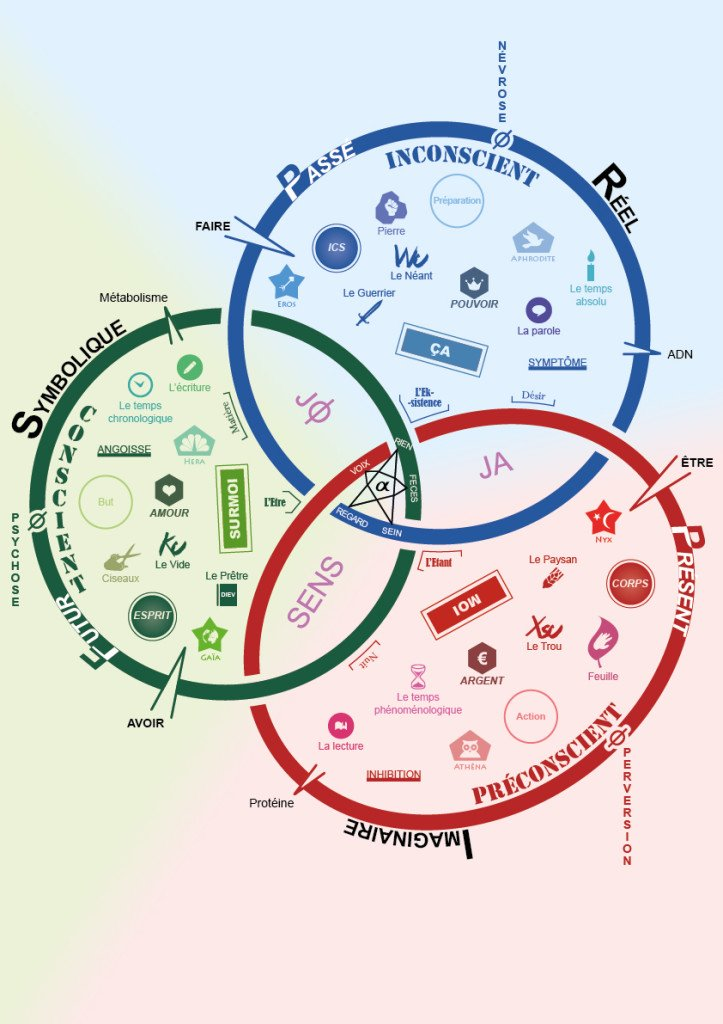 NÉVROSE
PASSÉ
INCONSCIENT
RÉEL
Préparation
Pierre
FAIRE
ICS
Le Néant
APHRODITE
EROS
Le Guerrier
POUVOIR
Le temps
absolu
La parole
ÇA
SYMPTÔME
ADN
L'Ek-
-sistence
Désir
Métabolisme
SYMBOLIQUE
L'écriture
Le temps
chronologique
Matière
JØ
CONSCIENT
ANGOISSE
HERA
But
AMOUR
SURMOI
L'Etre
Le Vide
Ciseaux
Le Prêtre
DIEV
ESPRIT
GAÏA
FUTUR
PSYCHOSE
AVOIR
VOIX
RIEN
FECES
α
REGARD
SEIN
JA
SENS
ÊTRE
PRÉSENT
L'Etant
NYX
Le Paysan
CORPS
MOI
Le Trou
Feuille
Nuit
€
ARGENT
Le temps
phénoménologique
Action
La lecture
ATHÉNA
INHIBITION
PRÉCONSCIENT
PERVERSION
Protéine
IMAGINAIRE